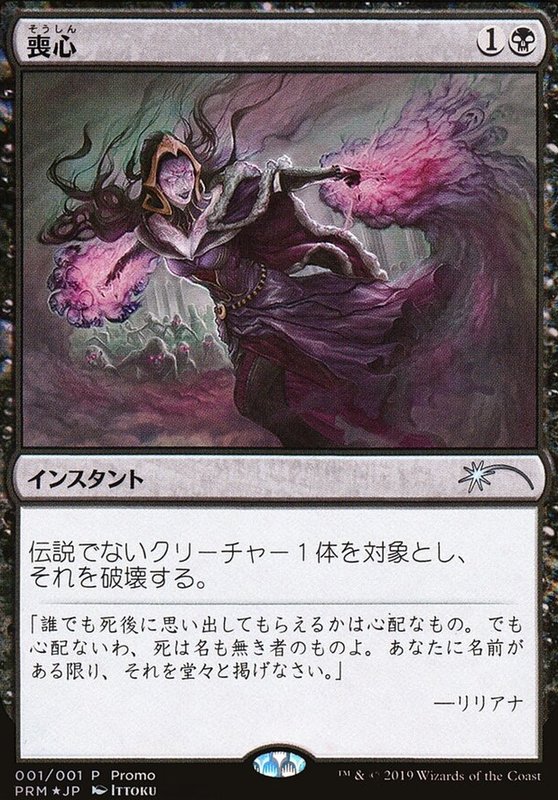 そうしん
喪心
1
インスタント
伝説でないクリーチャー１体を対象とし、
それを破壊する。
「誰でも死後に思い出してもらえるかは心配なもの。でも
心配ないわ、死は名も無き者のものよ。あなたに名前が
ある限り、それを堂々と掲げなさい。」
―リリアナ
001/001 P Promo
PRM★JP ITTOKU
™ & © 2019 Wizards of the Coast